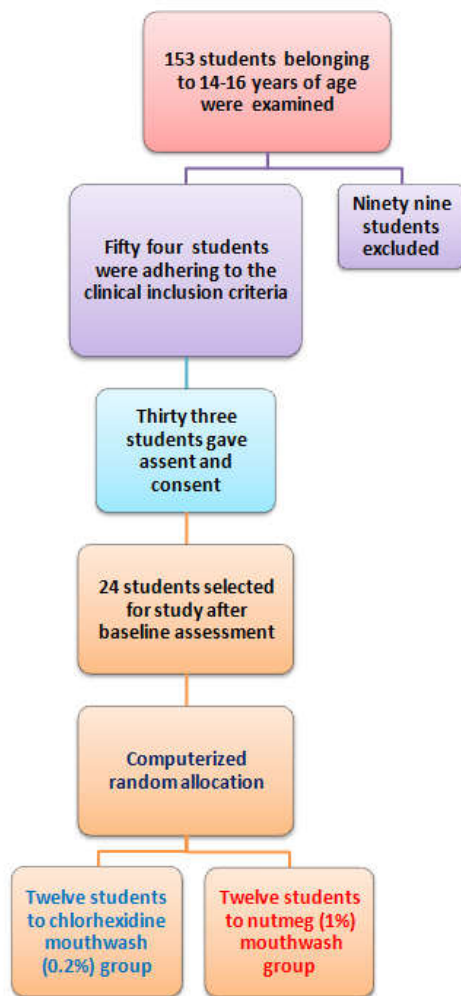 153 students belonging
to 14-16 years of age
were examined
Ninety nine
students
excluded
Fifty four students
were adhering to the
clinical inclusion criteria
Thirty three
students gave
assent and
consent
24 students selected
for study after
baseline assessment
Computerized
random allocation
Twelve students
to chlorhexidine
mouthwash
(0.2%) group
Twelve students
to nutmeg (1%)
mouthwash
group